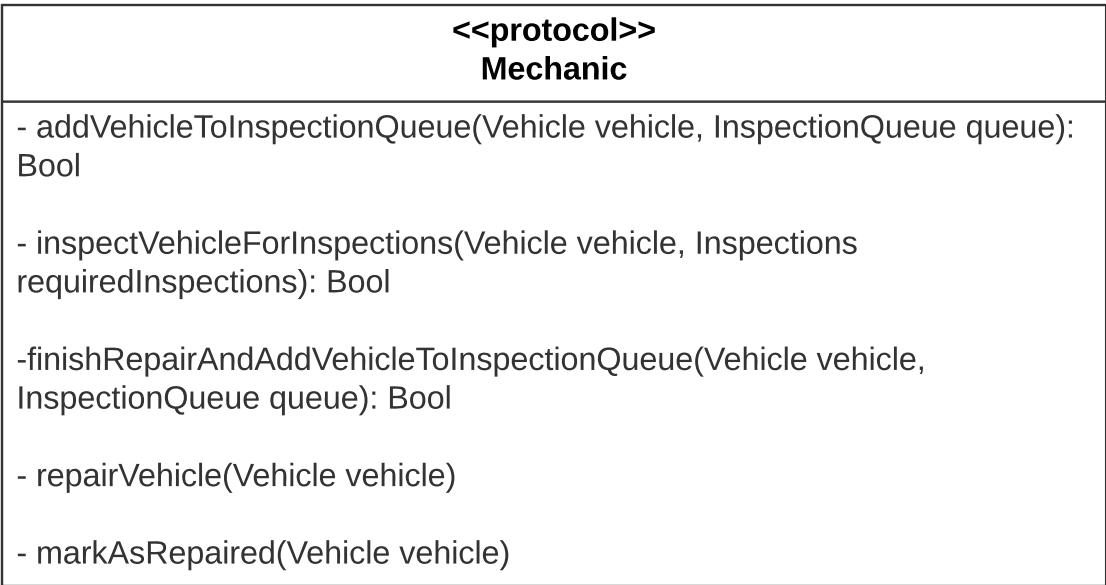 <<protocol>>
Mechanic
- addVehicleToInspectionQueue(Vehicle vehicle, InspectionQueue queue):
Bool
- inspectVehicleForInspections(Vehicle vehicle, Inspections
requiredInspections): Bool
-finishRepairAndAddVehicleToInspectionQueue(Vehicle vehicle,
InspectionQueue queue): Bool
- repairVehicle(Vehicle vehicle)
- markAsRepaired(Vehicle vehicle)